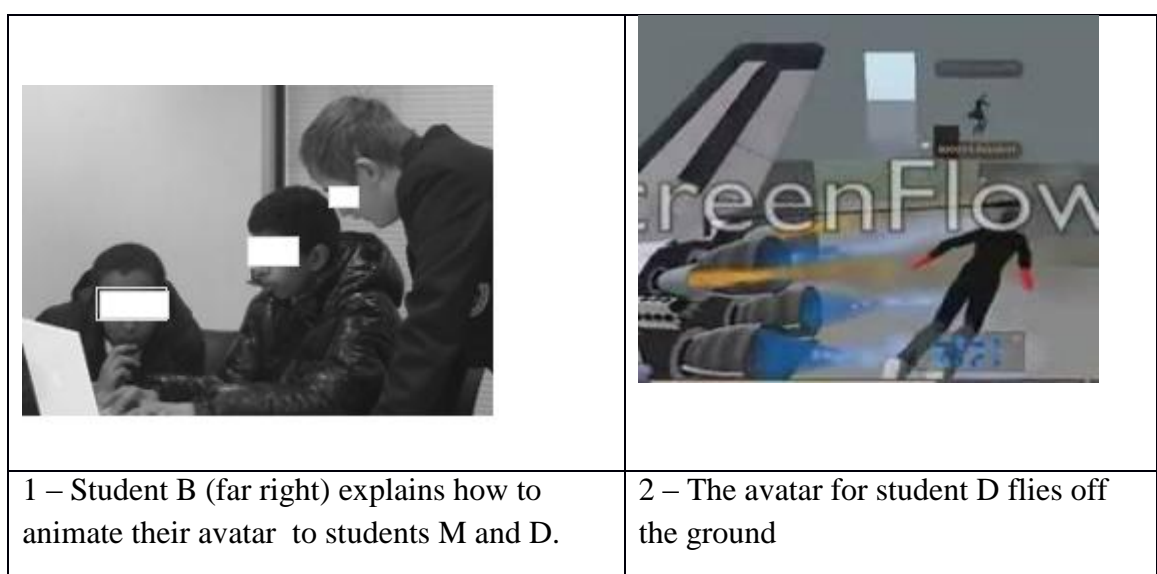 reenFlow
1 – Student B (far right) explains how to
animate their avatar  to students M and D.
2 – The avatar for student D flies off
the ground